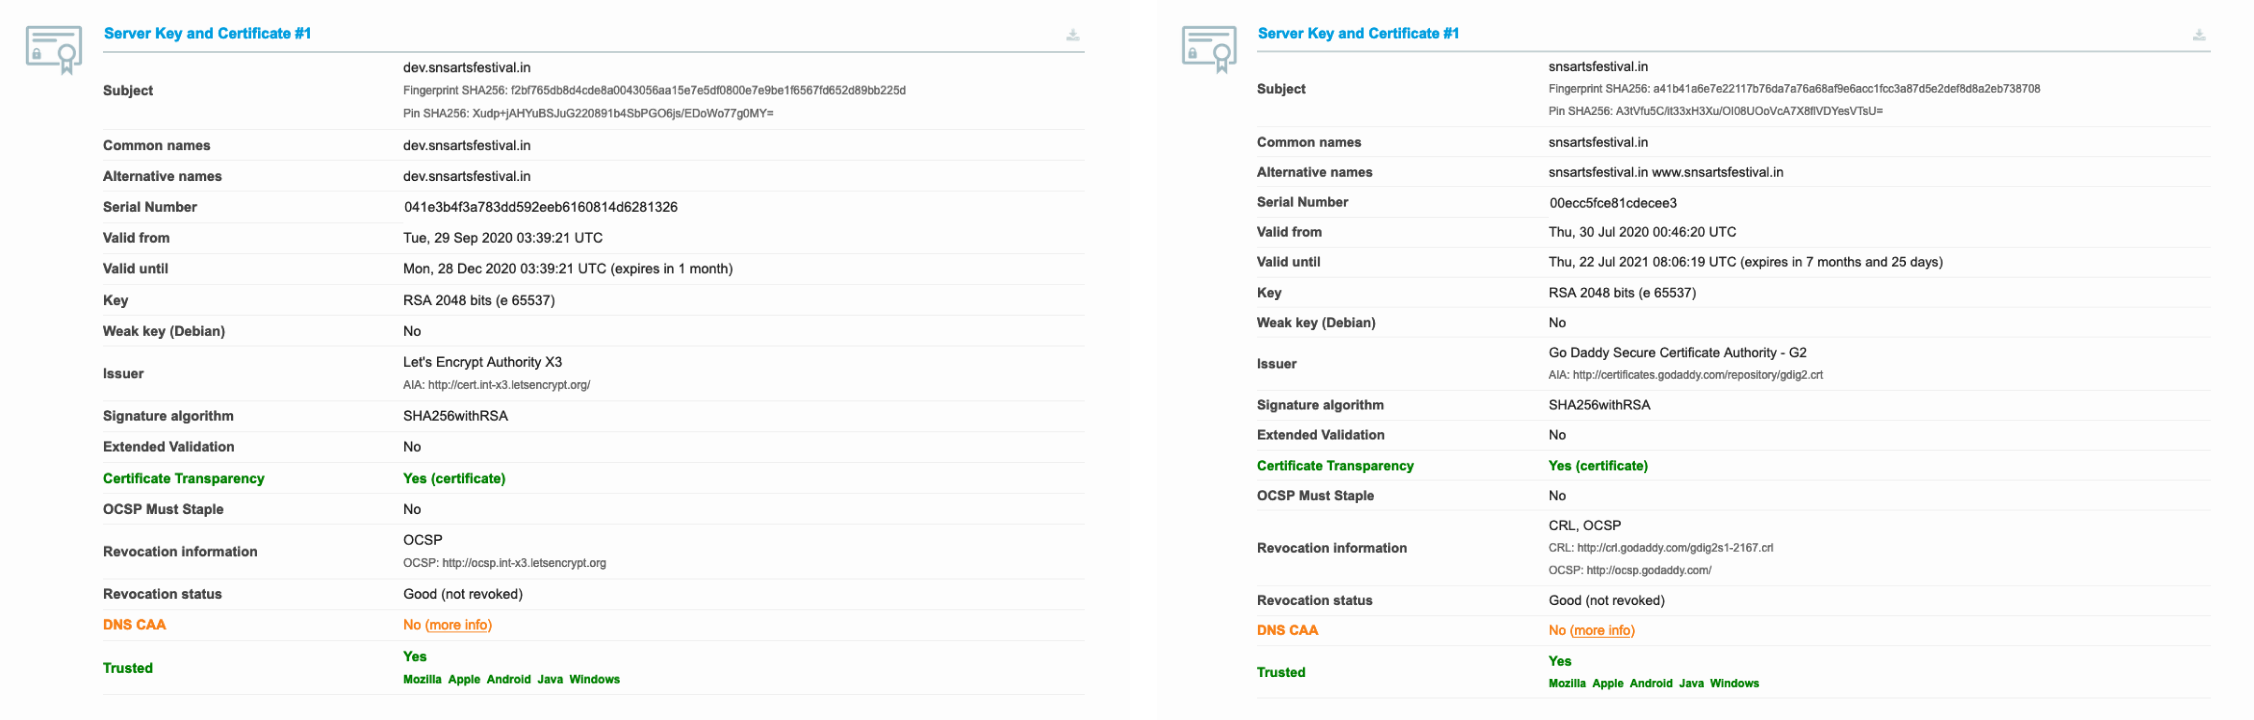 Server Key and Certificate #1
Subject
dev.snsartsfestival.in
Fingerprint SHA256: f2bf765db8d4cde8a0043056aa15e7e5df0800e7e9be1f6567fd652d89bb225d
Pin SHA256: Xudp+jAHYuBSJuG220891b4SbPGO6js/EDoWo77g0MY=
Common names dev.snsartsfestival.in
Alternative names dev.snsartsfestival.in
Serial Number 041e3b4f3a783dd592eeb6160814d6281326
Valid from Tue, 29 Sep 2020 03:39:21 UTC
Valid until Mon, 28 Dec 2020 03:39:21 UTC (expires in 1 month)
Key RSA 2048 bits (e 65537)
Weak key (Debian) No
Issuer
Let's Encrypt Authority X3
AIA: http://cert.int-x3.letsencrypt.org/
Signature algorithm SHA256withRSA
Extended Validation No
Certificate Transparency Yes (certificate)
OCSP Must Staple No
Revocation information
OCSP
OCSP: http://ocsp.int-x3.letsencrypt.org
Revocation status Good (not revoked)
DNS CAA No (more info)
Trusted
Yes
Mozilla Apple Android Java Windows
Server Key and Certificate #1
Subject
snsartsfestival.in
Fingerprint SHA256: a41b41a6e7e22117b76da7a76a68af9e6acc1fcc3a87d5e2def8d8a2eb738708
Pin SHA256: A3tVfu5C/it33xH3Xu/OI08UOoVcA7X8flVDYesVTsU=
Common names snsartsfestival.in
Alternative names snsartsfestival.in www.snsartsfestival.in
Serial Number 00ecc5fce81cdecee3
Valid from Thu, 30 Jul 2020 00:46:20 UTC
Valid until Thu, 22 Jul 2021 08:06:19 UTC (expires in 7 months and 25 days)
Key RSA 2048 bits (e 65537)
Weak key (Debian) No
Issuer
Go Daddy Secure Certificate Authority - G2
AIA: http://certificates.godaddy.com/repository/gdig2.crt
Signature algorithm SHA256withRSA
Extended Validation No
Certificate Transparency Yes (certificate)
OCSP Must Staple No
Revocation information
CRL, OCSP
CRL: http://crl.godaddy.com/gdig2s1-2167.crl
OCSP: http://ocsp.godaddy.com/
Revocation status Good (not revoked)
DNS CAA No (more info)
Trusted
Yes
Mozilla Apple Android Java Windows